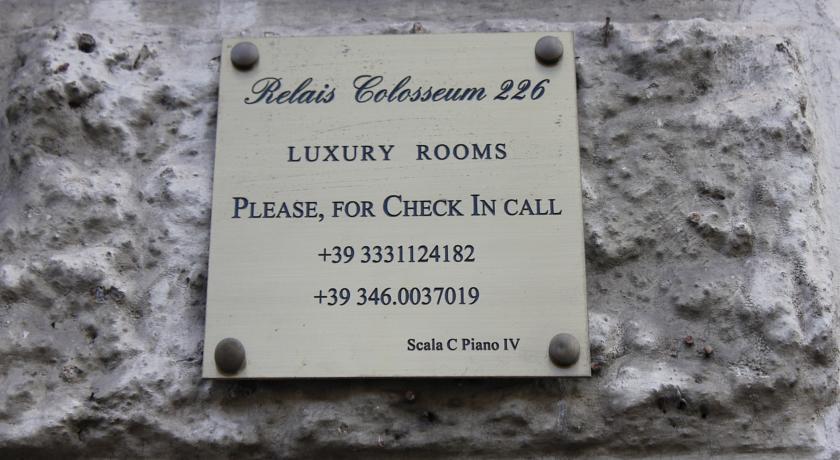 Relais Colosseum 226
LUXURY ROOMS
PLEASE, FOR CHECK IN CALL
+39 3331124182
+39 346.0037019
Scala C Piano IV